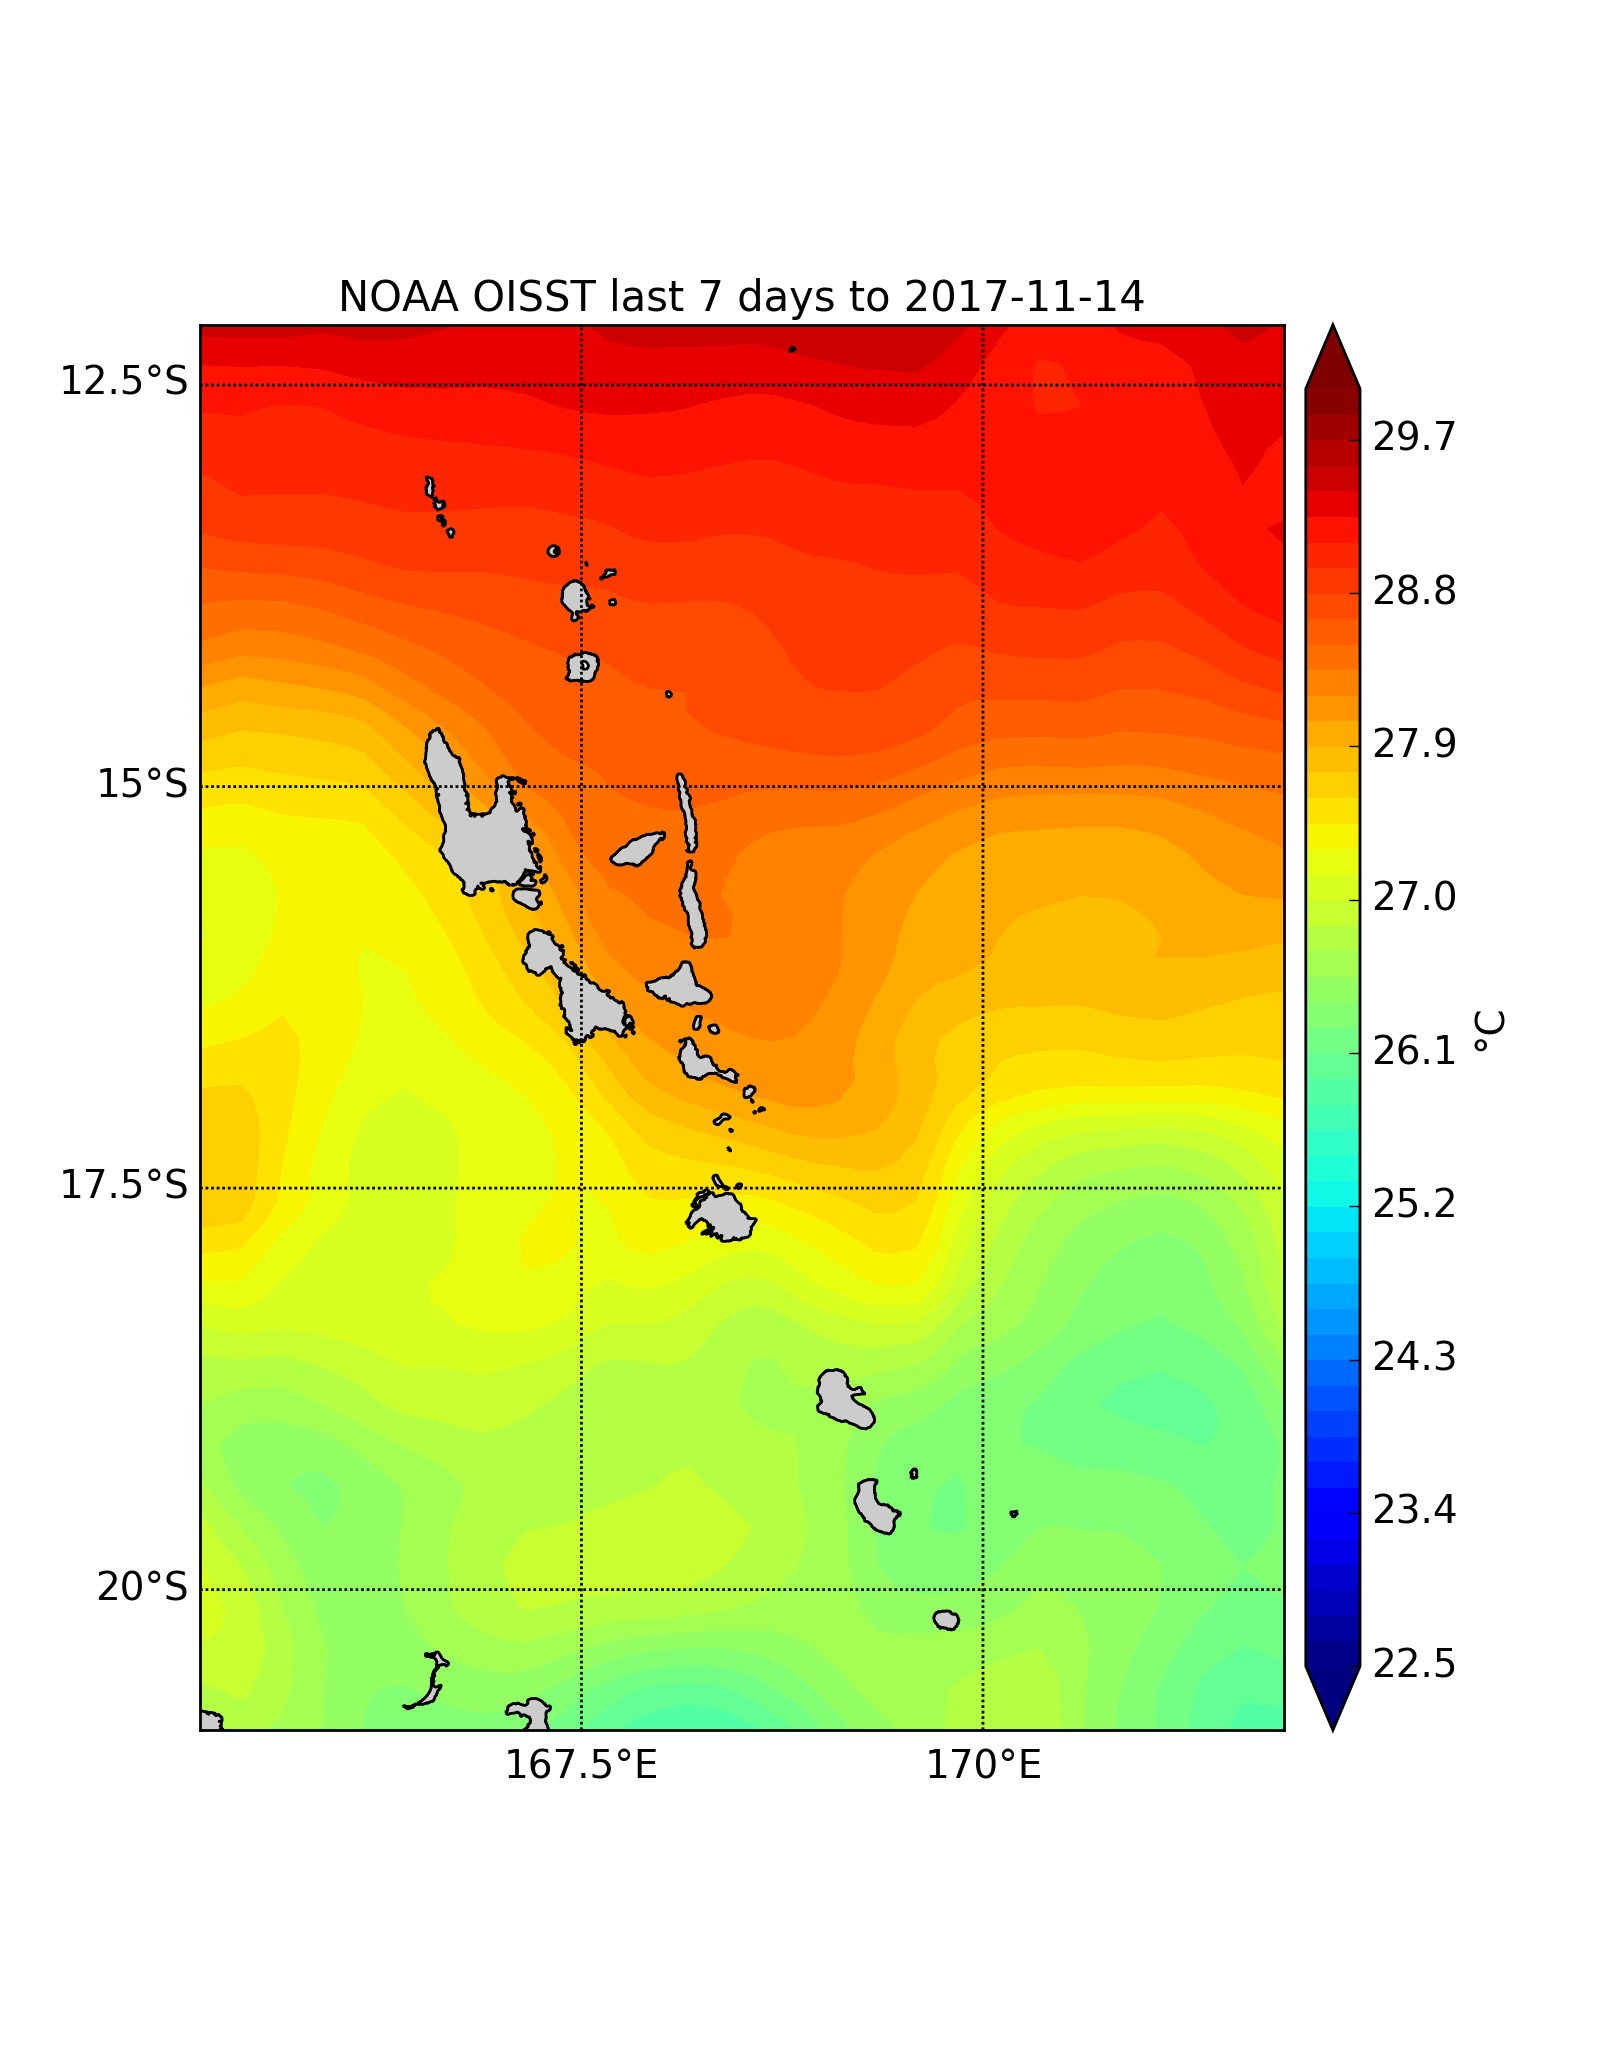 NOAA OISST last 7 days to 2017-11-14
12.5°S
15°S
17.5°S
20°S
167.5°E
170°E
29.7
28.8
27.9
27.0
26.1
25.2
24.3
23.4
22.5
°C